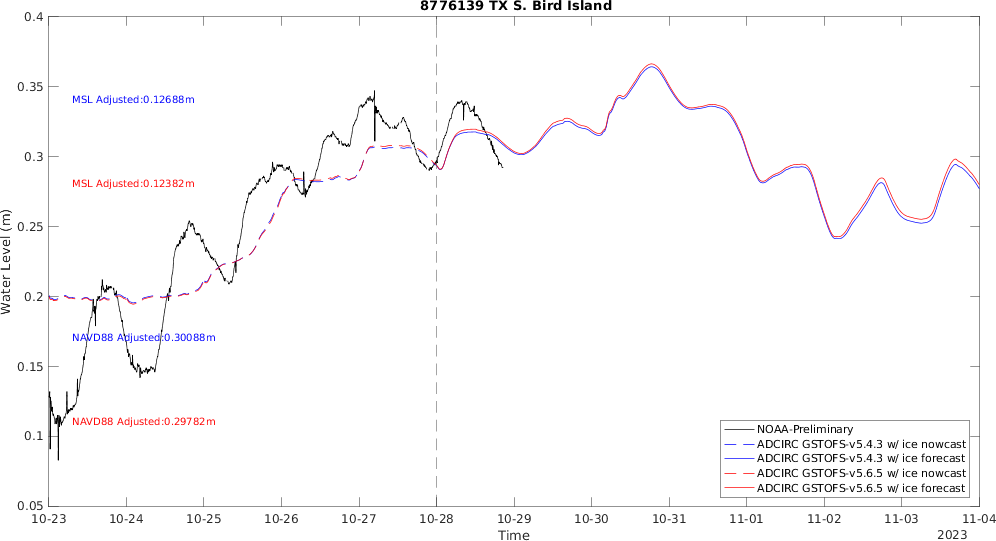 8776139 TX S. Bird Island
0.4
0.35
0.3
0.25
0.2
0.15
0.1
0.05
Water Level (m)
MSL Adjusted:0.12688m
MSL Adjusted:0.12382m
NAVD88 Adjusted:0.30088m
NAVD88 Adjusted:0.29782m
NOAA-Preliminary
ADCIRC GSTOFS-v5.4.3 w/ ice nowcast
ADCIRC GSTOFS-v5.4.3 w/ ice forecast
ADCIRC GSTOFS-v5.6.5 w/ ice nowcast
ADCIRC GSTOFS-v5.6.5 w/ ice forecast
10-23 10-24 10-25 10-26 10-27 10-28 10-29 10-30 10-31 11-01 11-02 11-03 11-04
Time
2023